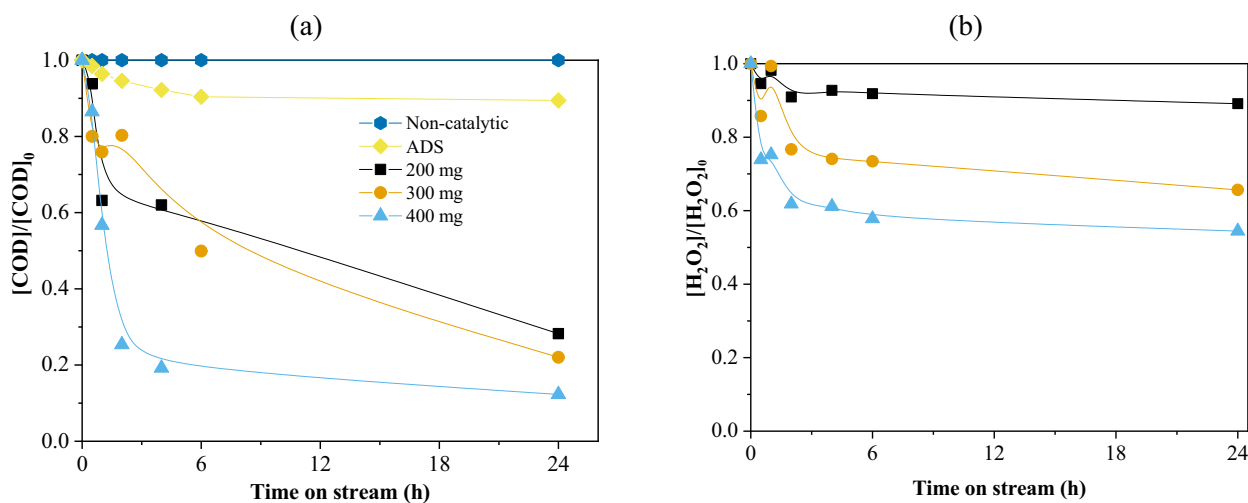 (a)
1.0
0.8
0.6
0.4
0.2
0.0
[COD]/[COD]₀
Non-catalytic
ADS
200 mg
300 mg
400 mg
0
6
12
18
24
Time on stream (h)
(b)
1.0
0.8
0.6
0.4
0.2
0.0
[H₂O₂]/[H₂O₂]₀
0
6
12
18
24
Time on stream (h)